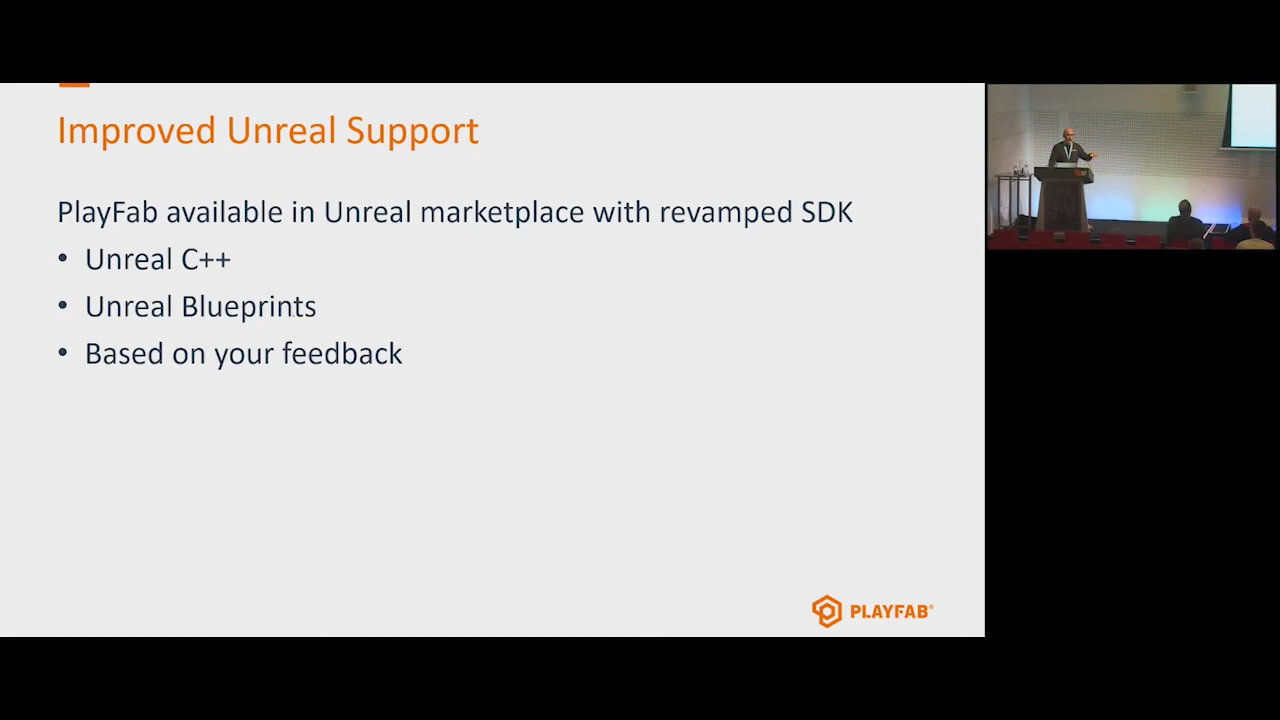 Improved Unreal Support
PlayFab available in Unreal marketplace with revamped SDK
• Unreal C++
• Unreal Blueprints
• Based on your feedback
PLAYFAB®